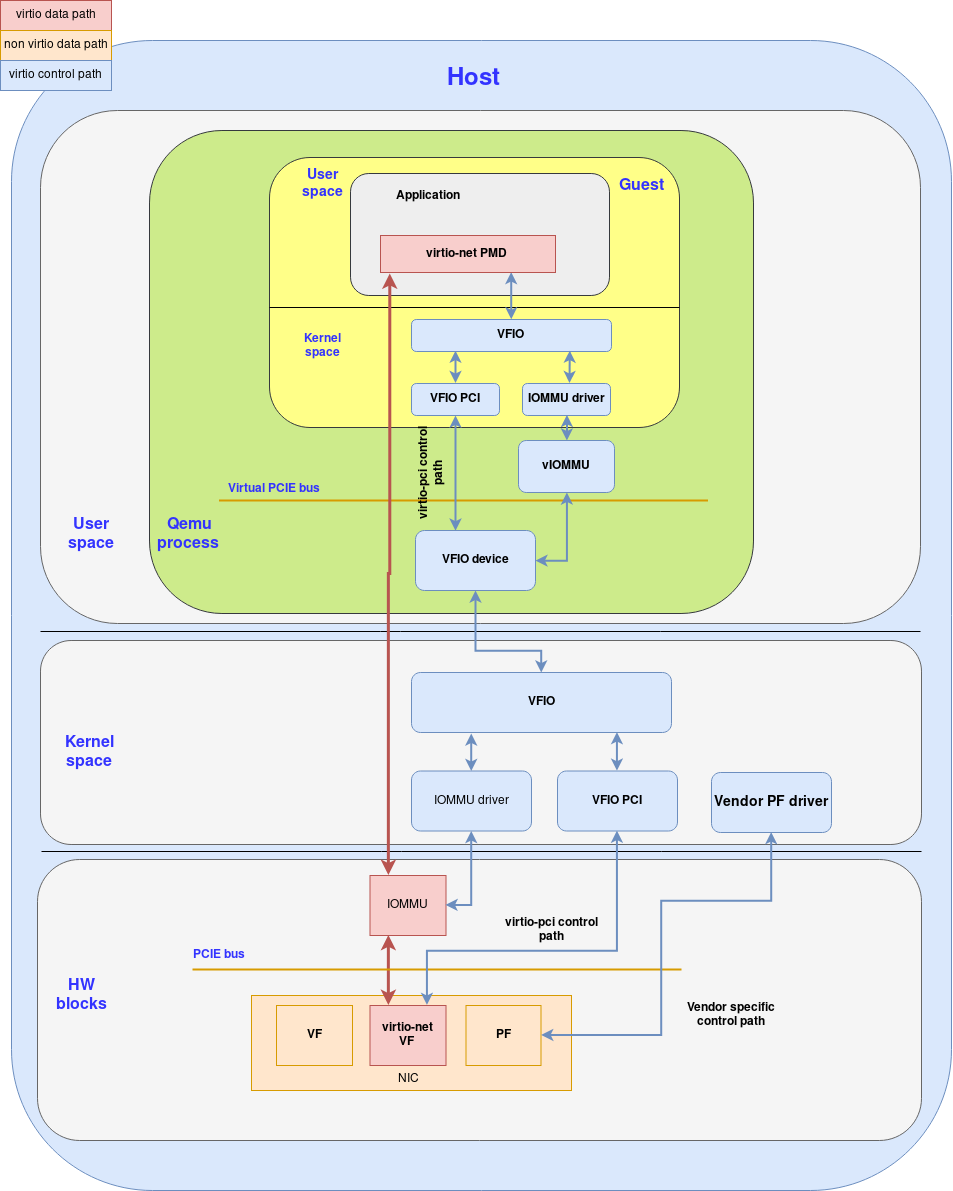 virtio data path
non virtio data path
virtio control path
Host
User
space
Guest
Application
virtio-net PMD
VFIO
Kernel
space
VFIO PCI
IOMMU driver
virtio-pci control
path
vIOMMU
Virtual PCIE bus
User
space
Qemu
process
VFIO device
VFIO
Kernel
space
IOMMU driver
VFIO PCI
Vendor PF driver
IOMMU
virtio-pci control
path
PCIE bus
HW
blocks
Vendor specific
control path
VF
virtio-net
VF
PF
NIC